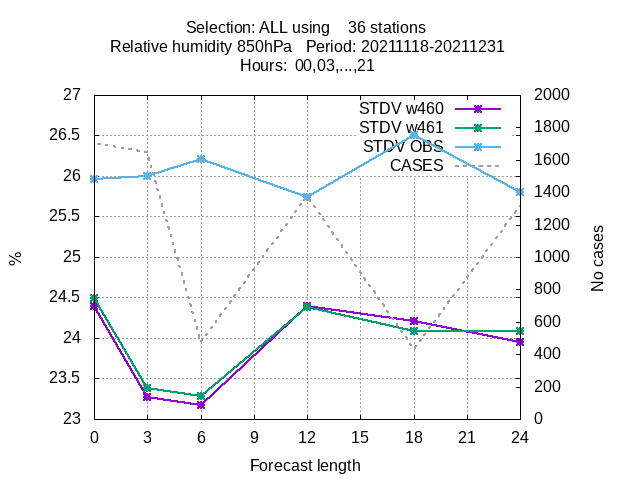 Selection: ALL using 36 stations
Relative humidity 850hPa Period: 20211118-20211231
Hours: 00,03,...,21
27
26.5
26
25.5
25
24.5
24
23.5
23
%
STDV w460
STDV w461
STDV OBS
CASES
2000
1800
1600
1400
1200
1000
800
600
400
200
0
No cases
0 3 6 9 12 15 18 21 24
Forecast length